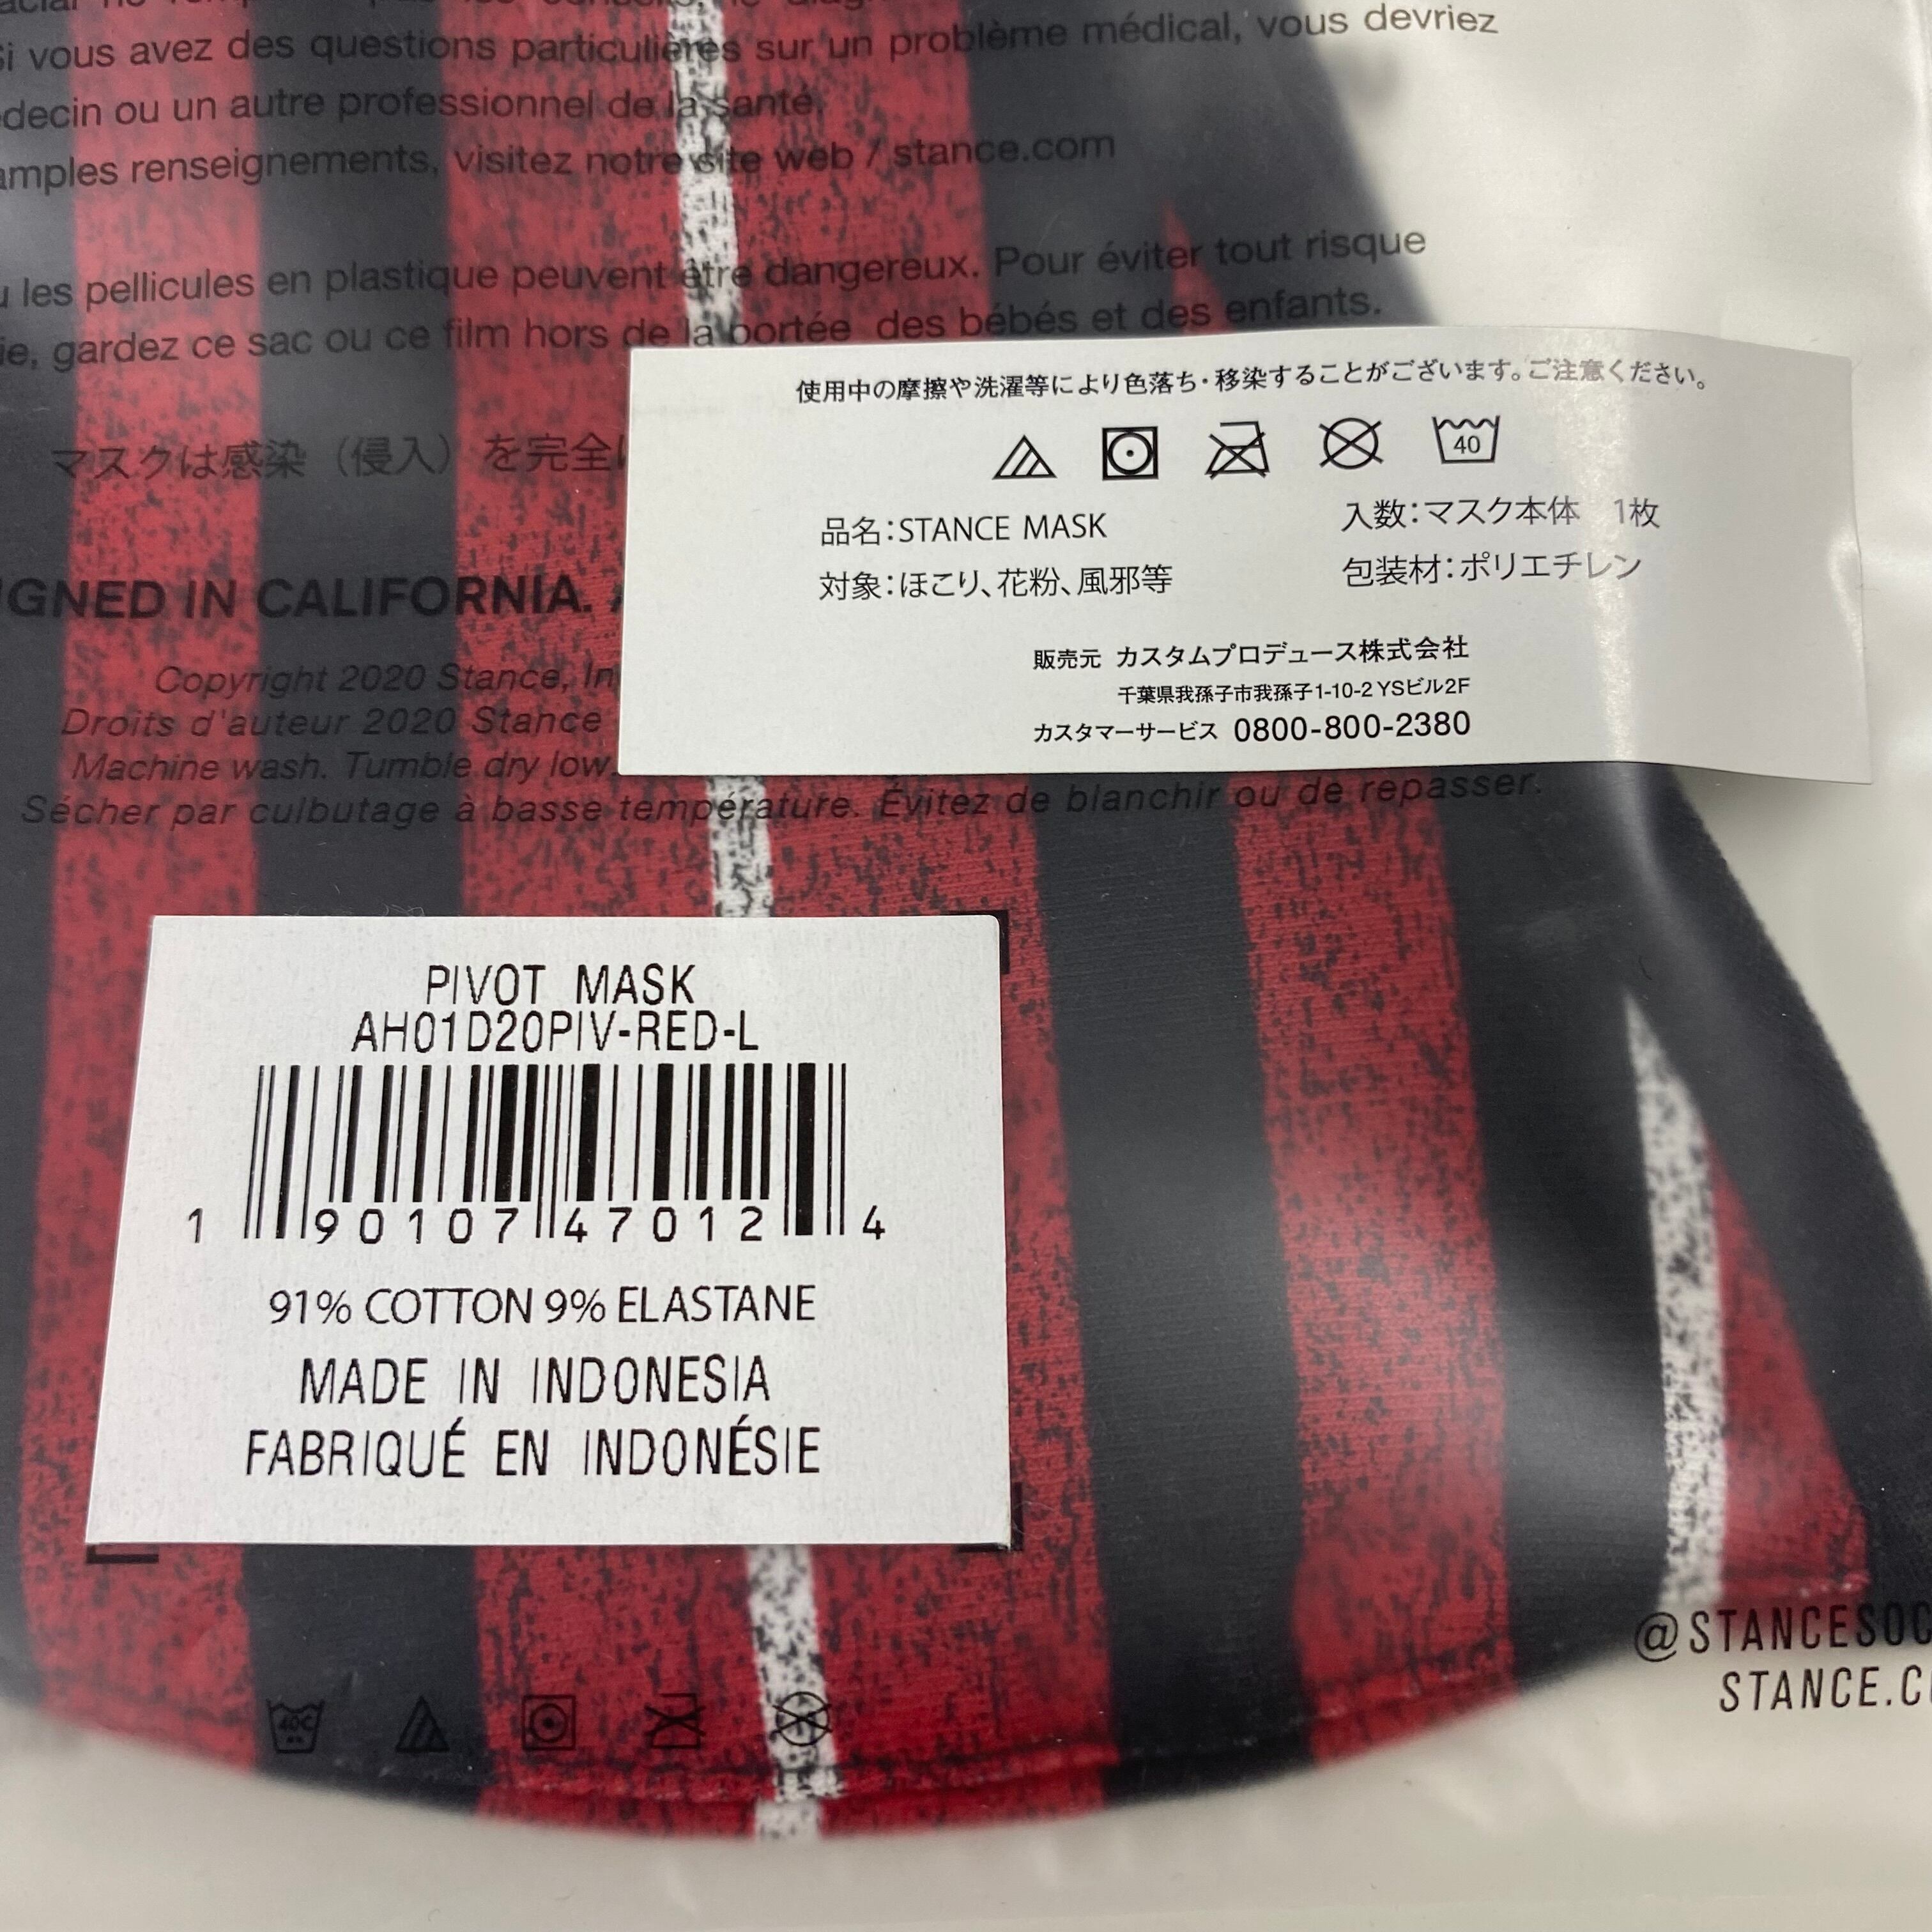 Si vous avez des questions particulières sur un problème médical, vous devriez
ou un autre professionnel de la santé.
amples renseignements, visitez notre site web / stance.com
les pellicules en plastique peuvent être dangereux. Pour éviter tout risque
gardez ce sac ou ce film hors de la portée des bébés et des enfants.
使用中の摩擦や洗濯等により色落ち・移染することがございます。ご注意ください。
40
マスクは感染（侵入）を完全に
品名：STANCE MASK
入数：マスク本体 1枚
対象：ほこり、花粉、風邪等
包装材：ポリエチレン
IGNED IN CALIFORNIA.
販売元 カスタムプロデュース株式会社
千葉県我孫子市我孫子1-10-2 YSビル2F
カスタマーサービス 0800-800-2380
Copyright 2020 Stance, In
Droits d'auteur 2020 Stance
Machine wash. Tumble dry low.
Sécher par culbutage à basse température. Évitez de blanchir ou de repasser.
PIVOT MASK
AH01D20PIV-RED-L
1 90107 47012 4
91% COTTON 9% ELASTANE
MADE IN INDONESIA
FABRIQUÉ EN INDONÉSIE
@STANCESOC
STANCE.C
40C